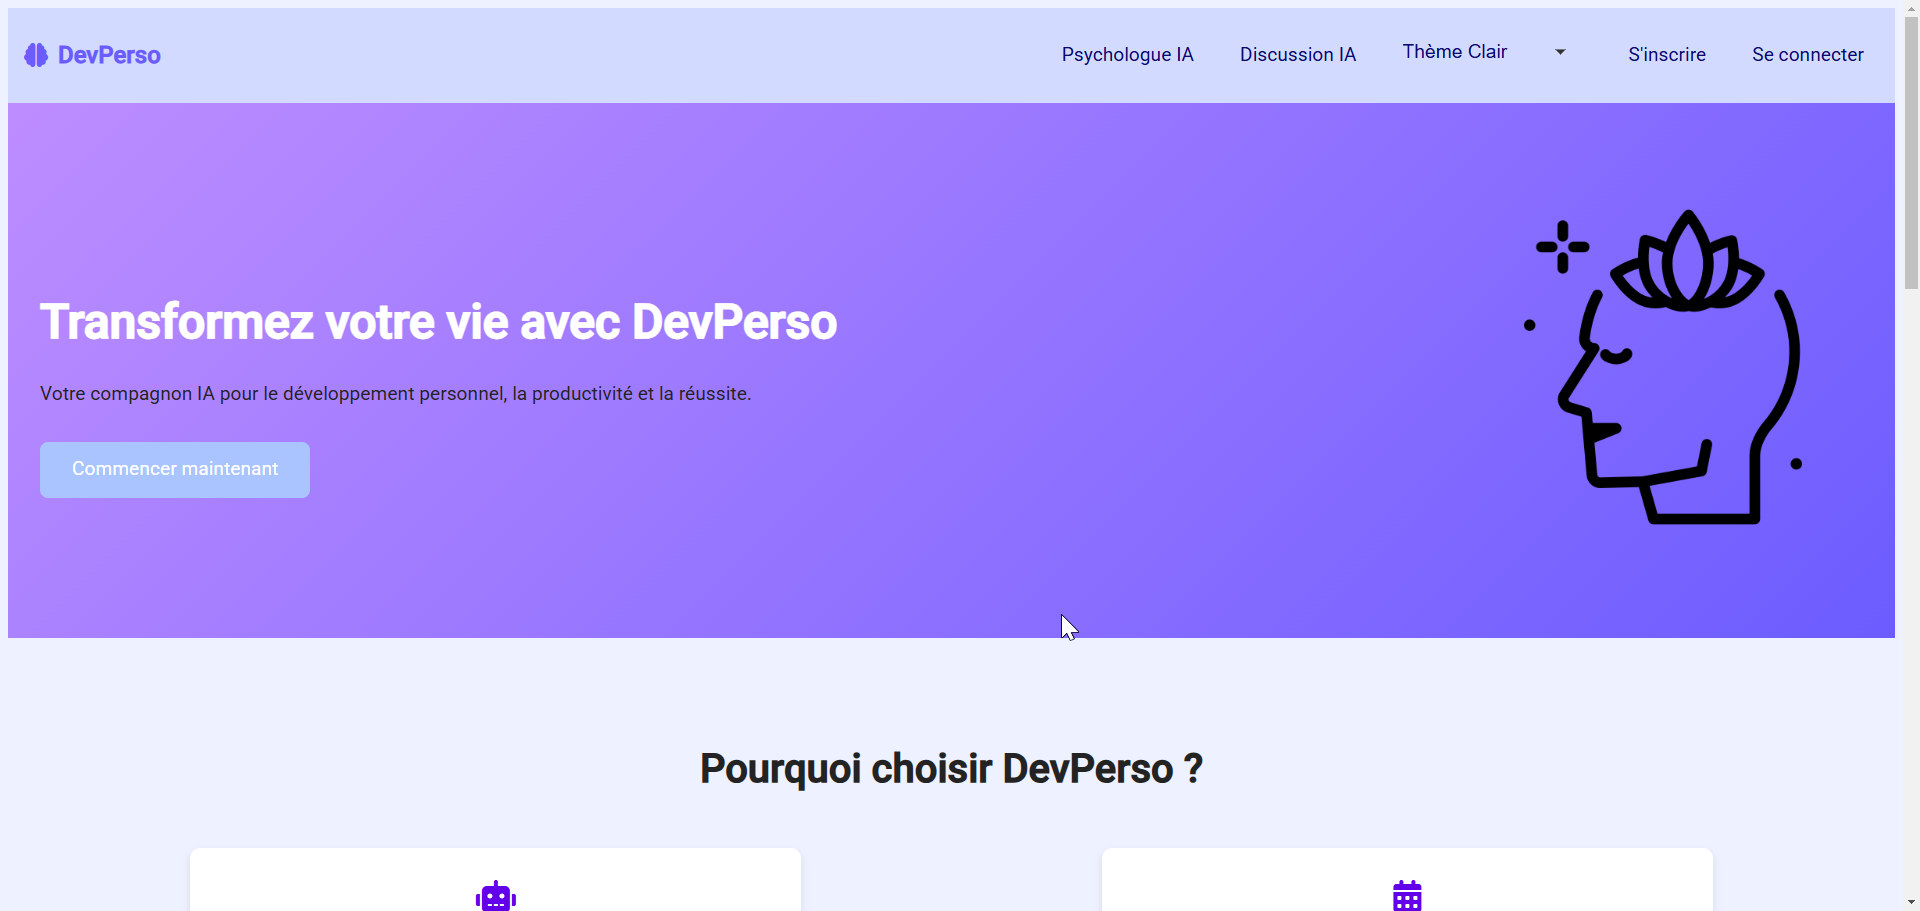 DevPerso
Psychologue IA
Discussion IA
Thème Clair
S'inscrire
Se connecter
Transformez votre vie avec DevPerso
Votre compagnon IA pour le développement personnel, la productivité et la réussite.
Commencer maintenant
Pourquoi choisir DevPerso ?